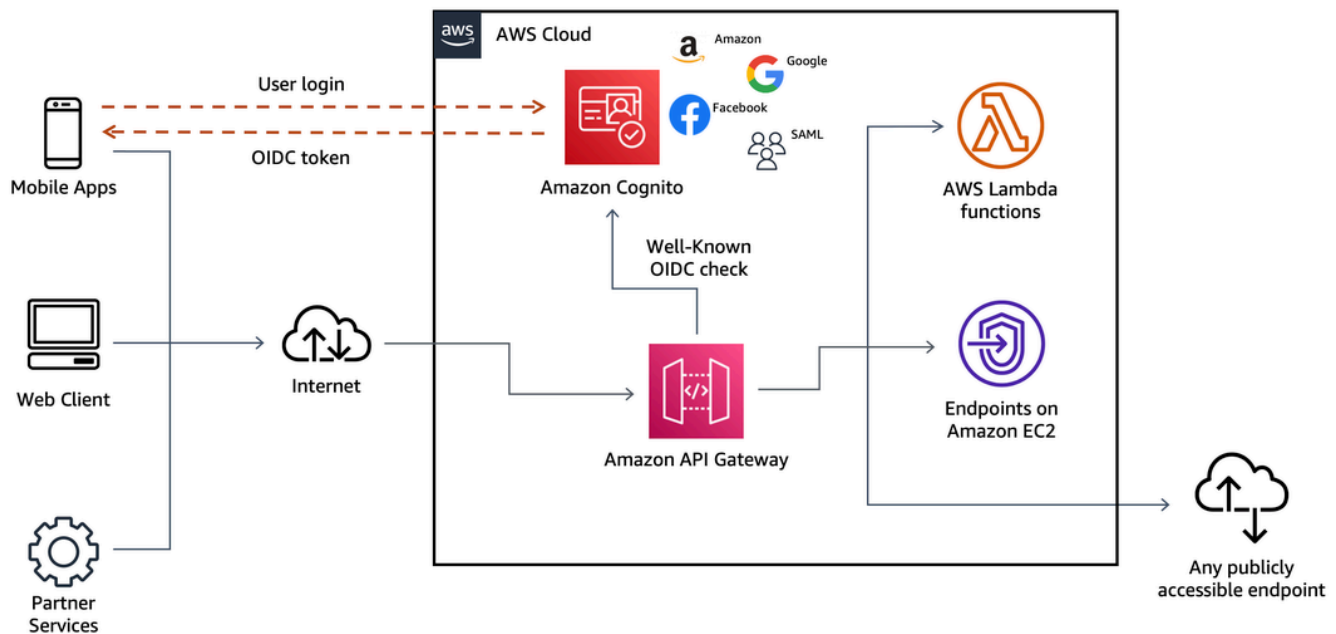 aws
AWS Cloud
a
Amazon
G
Google
f
Facebook
SAML
User login
OIDC token
Mobile Apps
Amazon Cognito
AWS Lambda
functions
Well-Known
OIDC check
Web Client
Internet
</>
Amazon API Gateway
Endpoints on
Amazon EC2
Any publicly
accessible endpoint
Partner
Services